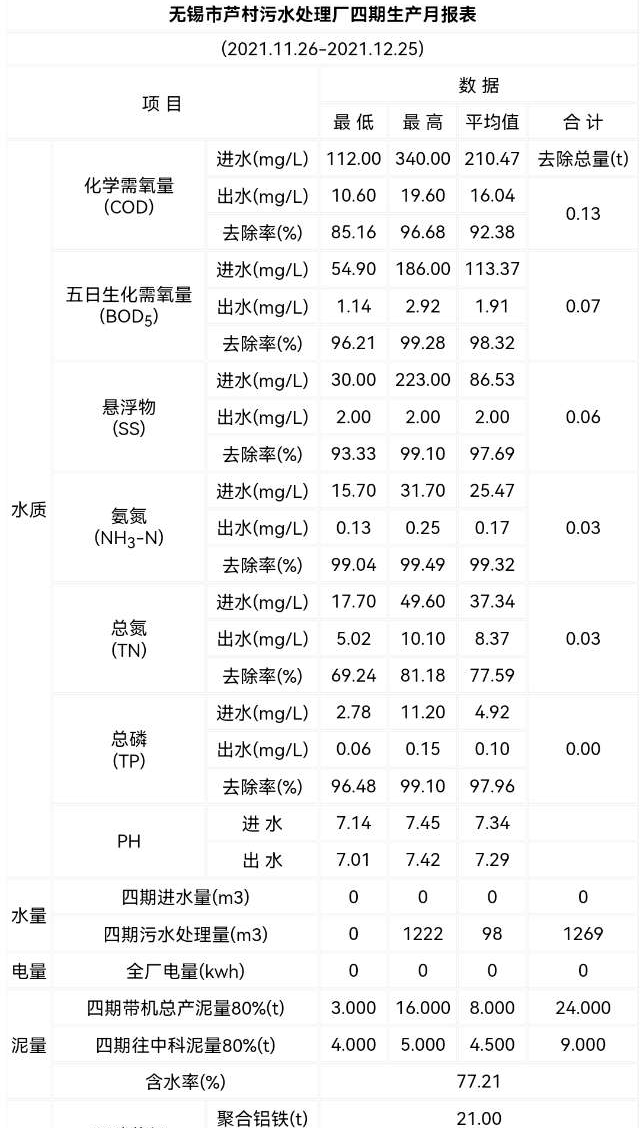 无锡市芦村污水处理厂四期生产月报表
(2021.11.26-2021.12.25)
项 目
数 据
最 低 最 高 平均值 合 计
水质
化学需氧量
(COD)
进水(mg/L) 112.00 340.00 210.47 去除总量(t)
出水(mg/L) 10.60 19.60 16.04
0.13
去除率(%) 85.16 96.68 92.38
五日生化需氧量
(BOD5)
进水(mg/L) 54.90 186.00 113.37
出水(mg/L) 1.14 2.92 1.91 0.07
去除率(%) 96.21 99.28 98.32
悬浮物
(SS)
进水(mg/L) 30.00 223.00 86.53
出水(mg/L) 2.00 2.00 2.00 0.06
去除率(%) 93.33 99.10 97.69
氨氮
(NH3-N)
进水(mg/L) 15.70 31.70 25.47
出水(mg/L) 0.13 0.25 0.17 0.03
去除率(%) 99.04 99.49 99.32
总氮
(TN)
进水(mg/L) 17.70 49.60 37.34
出水(mg/L) 5.02 10.10 8.37 0.03
去除率(%) 69.24 81.18 77.59
总磷
(TP)
进水(mg/L) 2.78 11.20 4.92
出水(mg/L) 0.06 0.15 0.10 0.00
去除率(%) 96.48 99.10 97.96
PH
进 水 7.14 7.45 7.34
出 水 7.01 7.42 7.29
水量
四期进水量(m3) 0 0 0 0
四期污水处理量(m3) 0 1222 98 1269
电量 全厂电量(kwh) 0 0 0 0
泥量
四期带机总产泥量80%(t) 3.000 16.000 8.000 24.000
四期往中科泥量80%(t) 4.000 5.000 4.500 9.000
含水率(%) 77.21
聚合铝铁(t) 21.00